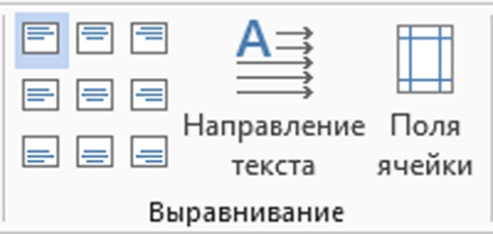 А
Направление
текста
Поля
ячейки
Выравнивание